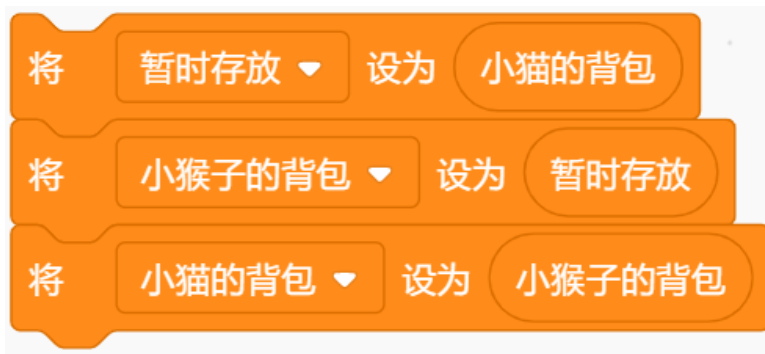 将 暂时存放 设为 小猫的背包
将 小猴子的背包 设为 暂时存放
将 小猫的背包 设为 小猴子的背包